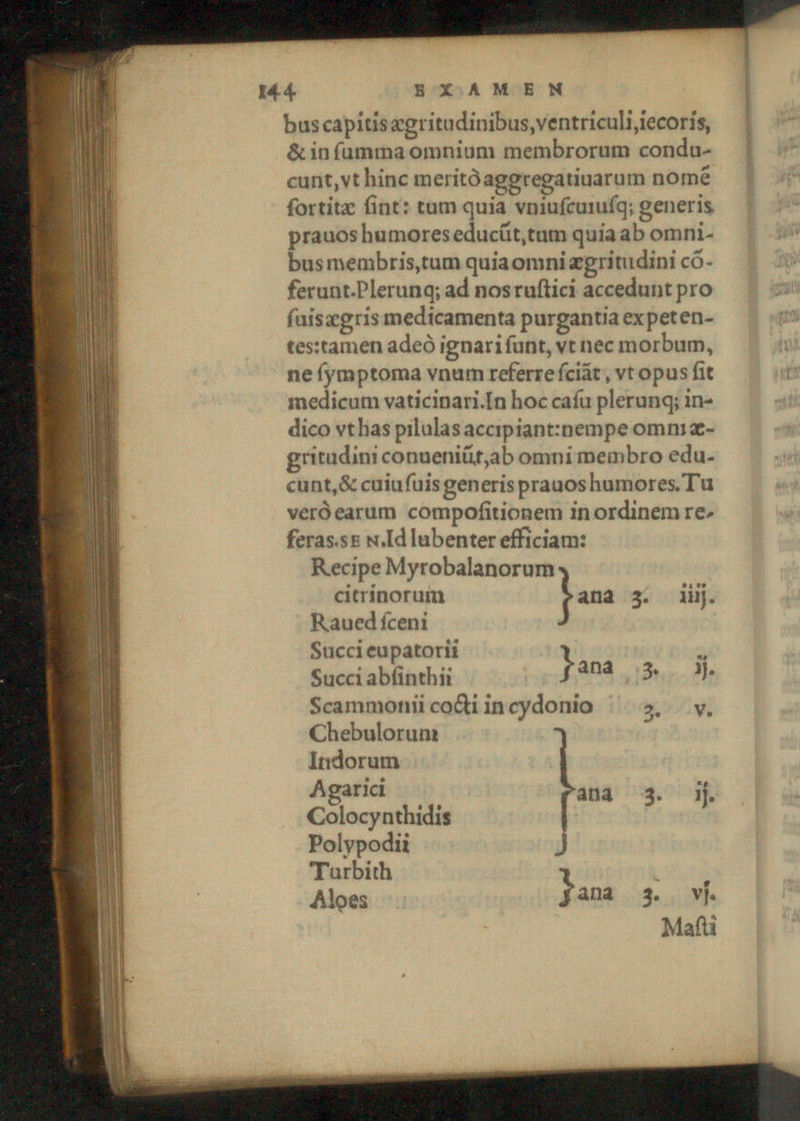 144 EXAMEN
bus capitis ægritudinibus, ventriculi, iecoris,
& in ſumma omnium membrorum condu-
cunt, vt hinc meritò aggregatiuarum nomē
ſortitæ ſint: tum quia vniuſcuiuſq; generis
prauos humores educūt, tum quia ab omni-
bus membris, tum quia omni ægritudini cō-
ferunt. Plerunq; ad nos ruſtici accedunt pro
ſuis ægris medicamenta purgantia expeten-
tes: tamen adeò ignari ſunt, vt nec morbum,
ne ſymptoma vnum referre ſciāt, vt opus ſit
medicum vaticinari. In hoc caſu plerunq; in-
dico vt has pilulas accipiant: nempe omni æ-
gritudini conueniūt, ab omni membro edu-
cunt, & cuiuſuis generis prauos humores. Tu
verò earum compoſitionem in ordinem re-
feras. SEN. Id lubenter efficiam:
Recipe Myrobalanorum
citrinorum } ana ʒ. iiij.
Raued ſceni
Succi eupatorii
Succi abſinthii } ana ʒ. ij.
Scammonii cocti in cydonio ʒ. v.
Chebulorum
Indorum
Agarici } ana ʒ. ij.
Colocynthidis
Polypodii
Turbith
Aloes } ana ʒ. vj.
Maſti